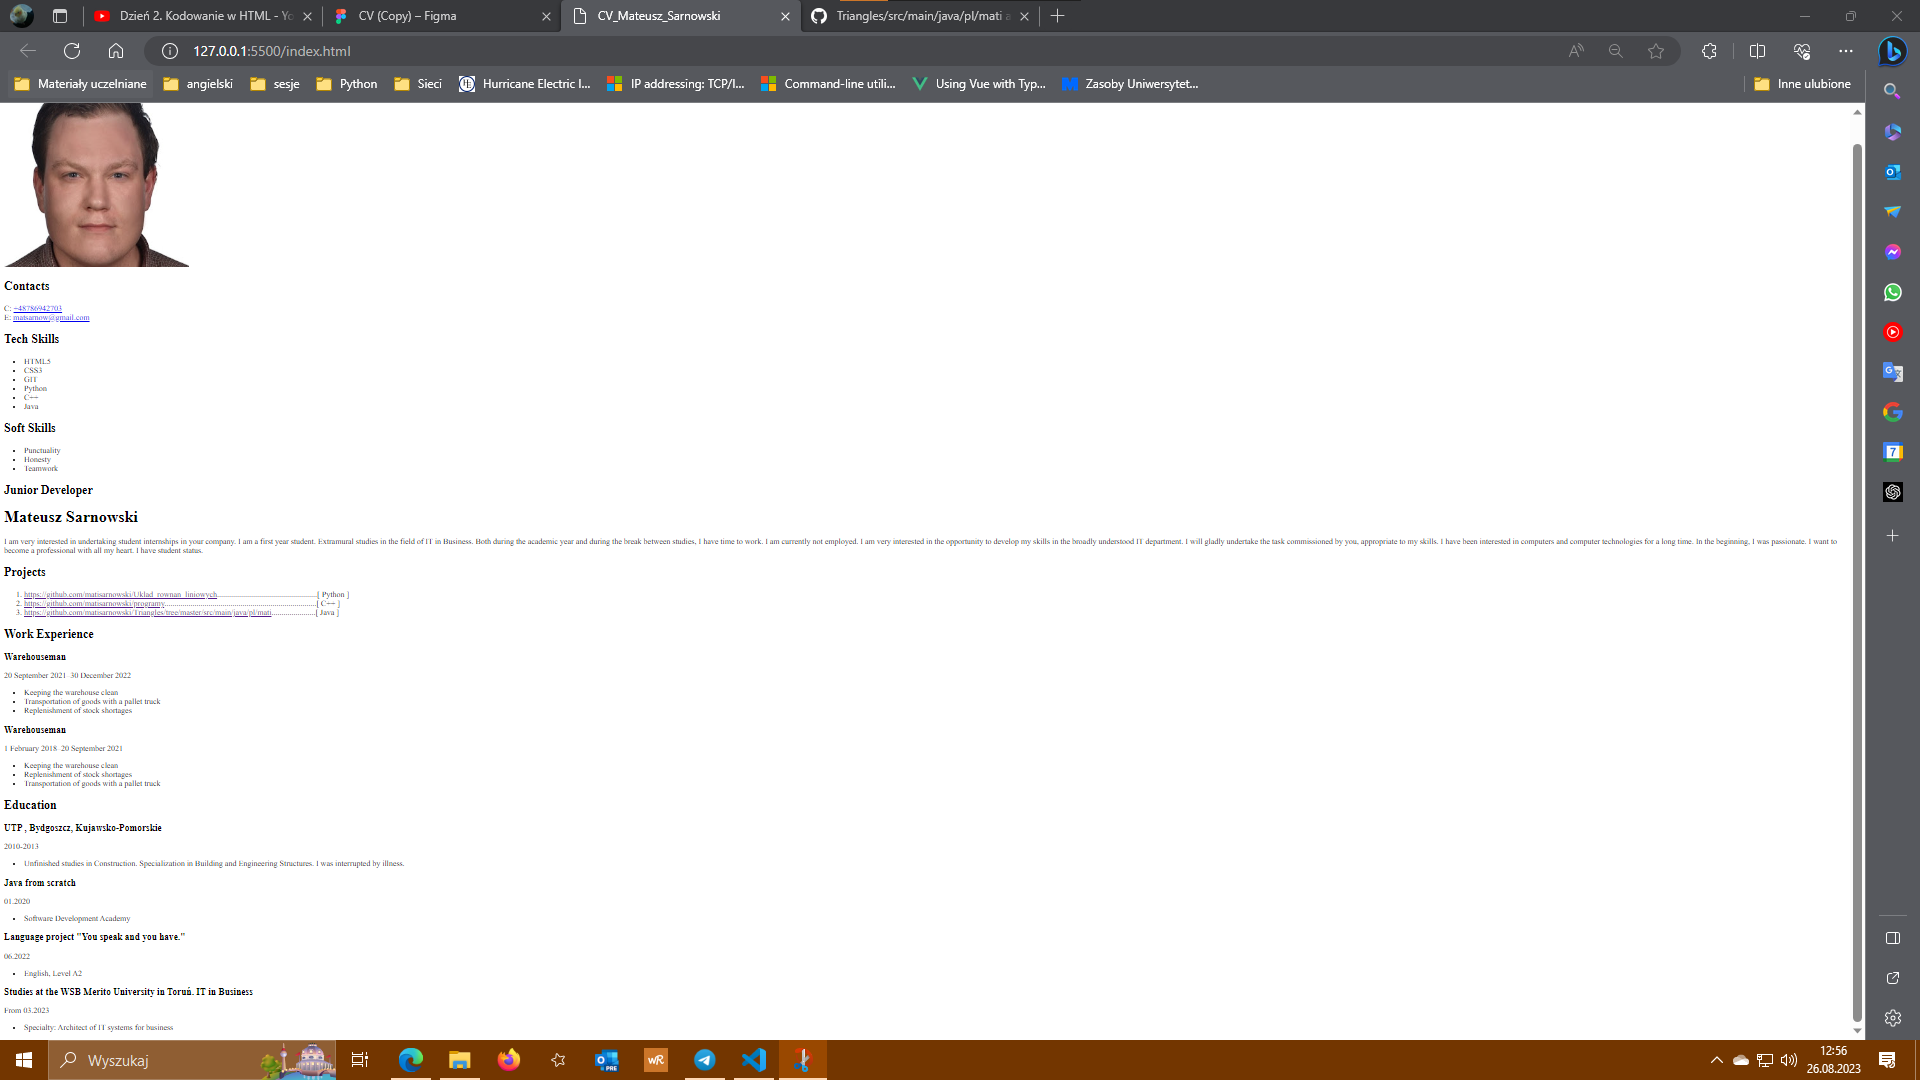 Dzień 2. Kodowanie w HTML - Yo
CV (Copy) – Figma
CV_Mateusz_Sarnowski
Triangles/src/main/java/pl/mati a
127.0.0.1:5500/index.html
Materiały uczelniane
angielski
sesje
Python
Sieci
Hurricane Electric I...
IP addressing: TCP/I...
Command-line utili...
Using Vue with Typ...
Zasoby Uniwersytet...
Inne ulubione
Contacts
C: +48786942703
E: matsarnow@gmail.com
Tech Skills
HTML5
CSS3
GIT
Python
C++
Java
Soft Skills
Punctuality
Honesty
Teamwork
Junior Developer
Mateusz Sarnowski
I am very interested in undertaking student internships in your company. I am a first year student. Extramural studies in the field of IT in Business. Both during the academic year and during the break between studies, I have time to work. I am currently not employed. I am very interested in the opportunity to develop my skills in the broadly understood IT department. I will gladly undertake the task commissioned by you, appropriate to my skills. I have been interested in computers and computer technologies for a long time. In the beginning, I was passionate. I want to
become a professional with all my heart. I have student status.
Projects
1. https://github.com/matisarnowski/Uklad_rownan_liniowych..................................................[ Python ]
2. https://github.com/matisarnowski/programy............................................................................[ C++ ]
3. https://github.com/matisarnowski/Triangles/tree/master/src/main/java/pl/mati......................[ Java ]
Work Experience
Warehouseman
20 September 2021 30 December 2022
Keeping the warehouse clean
Transportation of goods with a pallet truck
Replenishment of stock shortages
Warehouseman
1 February 2018 20 September 2021
Keeping the warehouse clean
Replenishment of stock shortages
Transportation of goods with a pallet truck
Education
UTP , Bydgoszcz, Kujawsko-Pomorskie
2010-2013
Unfinished studies in Construction. Specialization in Building and Engineering Structures. I was interrupted by illness.
Java from scratch
01.2020
Software Development Academy
Language project "You speak and you have."
06.2022
English, Level A2
Studies at the WSB Merito University in Toruń. IT in Business
From 03.2023
Specialty: Architect of IT systems for business
Wyszukaj
12:56
26.08.2023